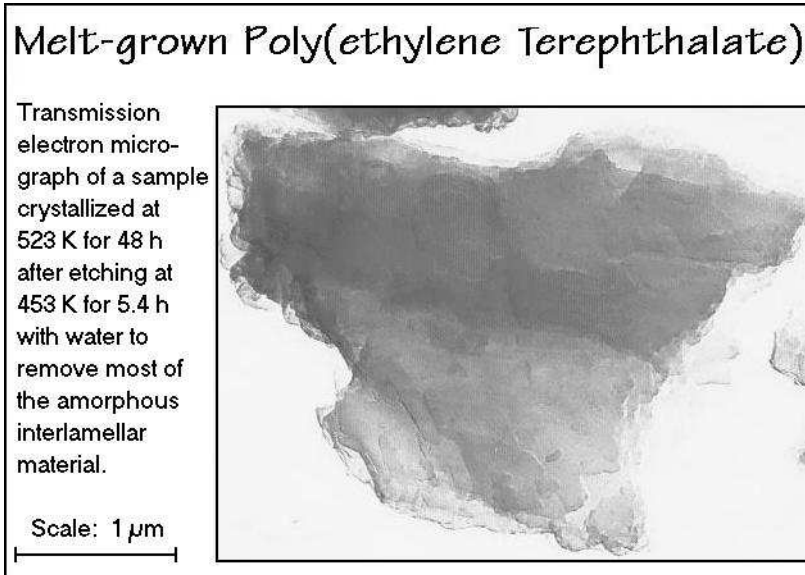 Melt-grown Poly(ethylene Terephthalate)
Transmission
electron micro-
graph of a sample
crystallized at
523 K for 48 h
after etching at
453 K for 5.4 h
with water to
remove most of
the amorphous
interlamellar
material.
Scale: 1 µm